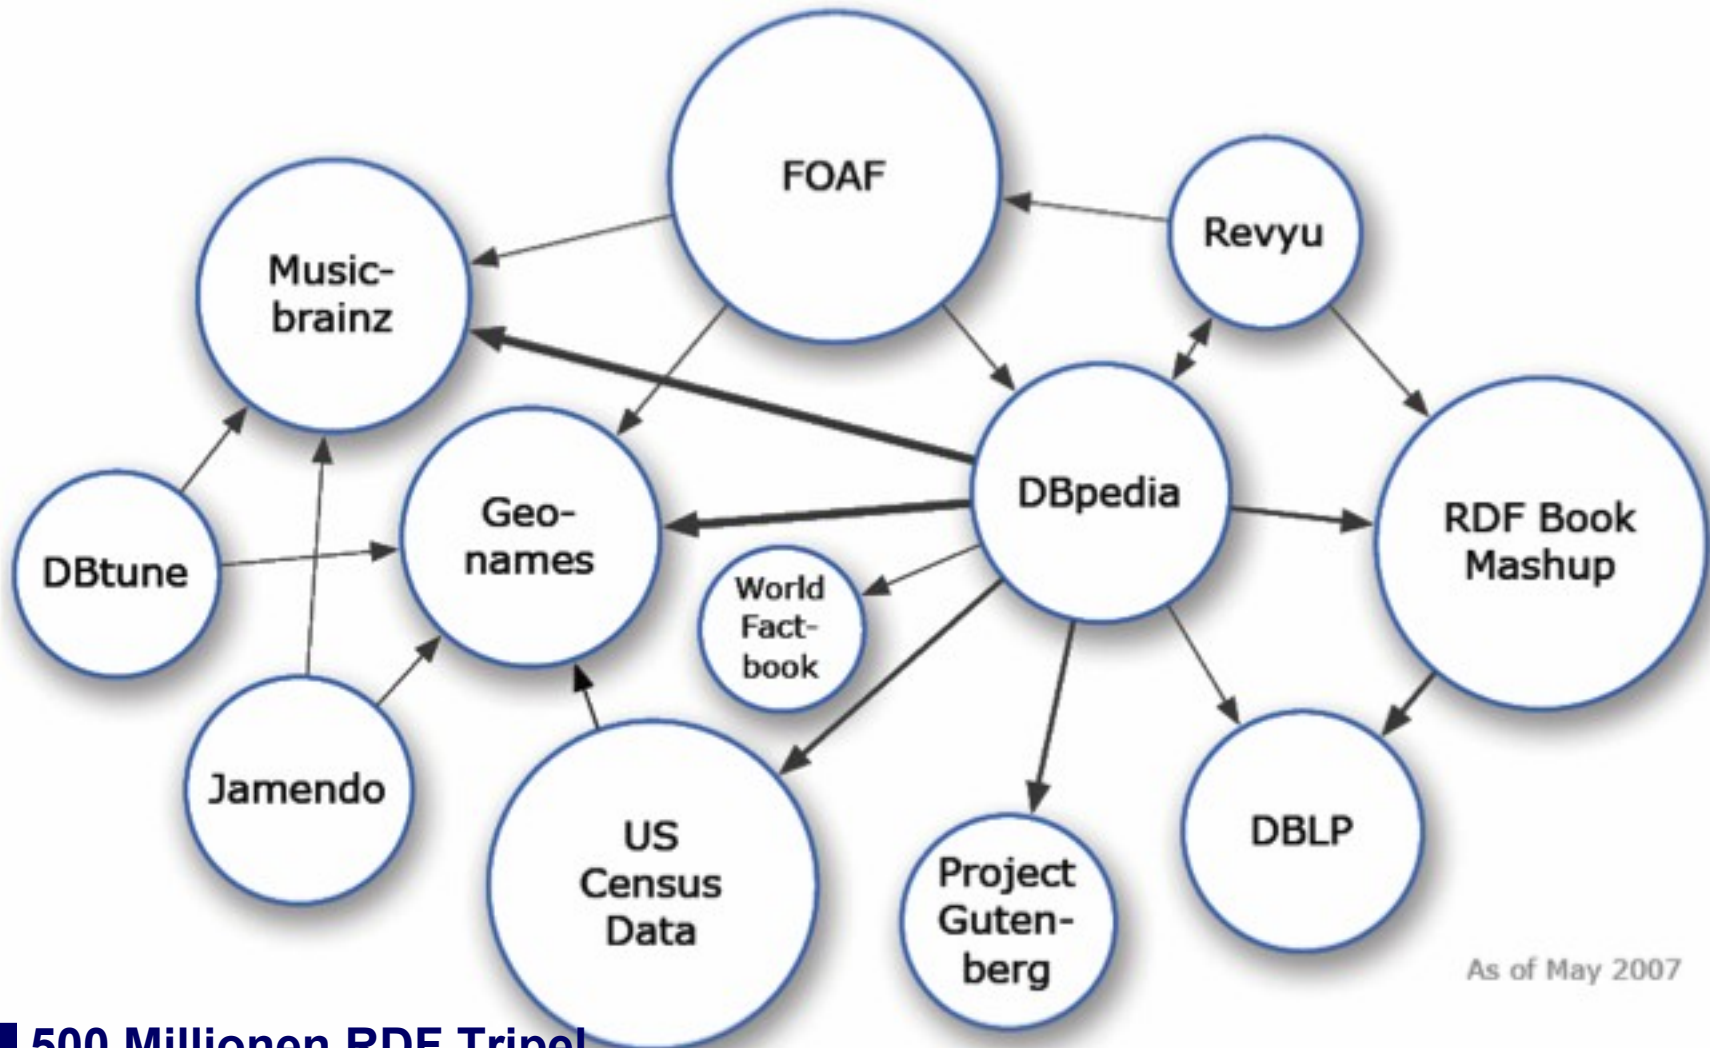 FOAF
Revyu
Music-
brainz
DBpedia
Geo-
names
RDF Book
Mashup
DBtune
World
Fact-
book
Jamendo
US
Census
Data
Project
Guten-
berg
DBLP
As of May 2007
500 Millionen RDF Tripel